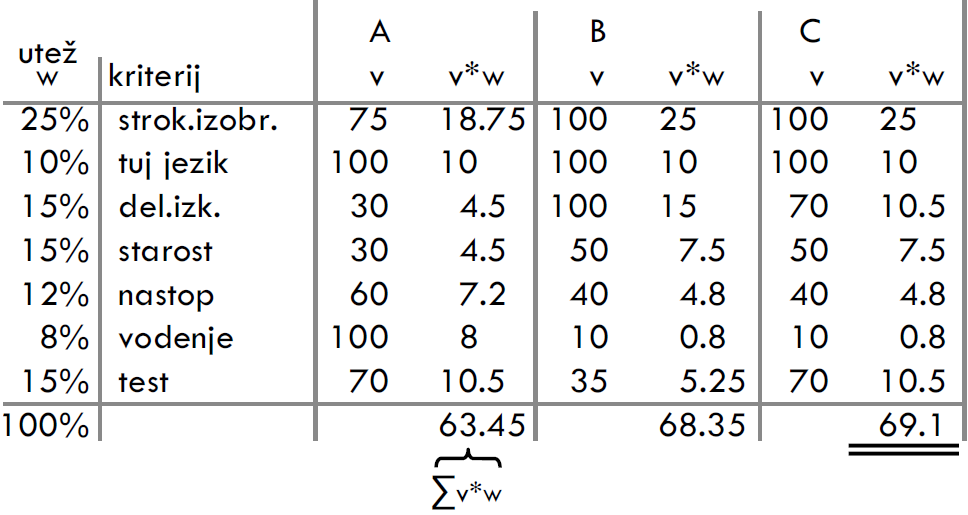 A B C
utež
w kriterij v v*w v v*w v v*w
25% strok.izobr. 75 18.75 100 25 100 25
10% tuj jezik 100 10 100 10 100 10
15% del.izk. 30 4.5 100 15 70 10.5
15% starost 30 4.5 50 7.5 50 7.5
12% nastop 60 7.2 40 4.8 40 4.8
8% vodenje 100 8 10 0.8 10 0.8
15% test 70 10.5 35 5.25 70 10.5
100% 63.45 68.35 69.1
∑v*w